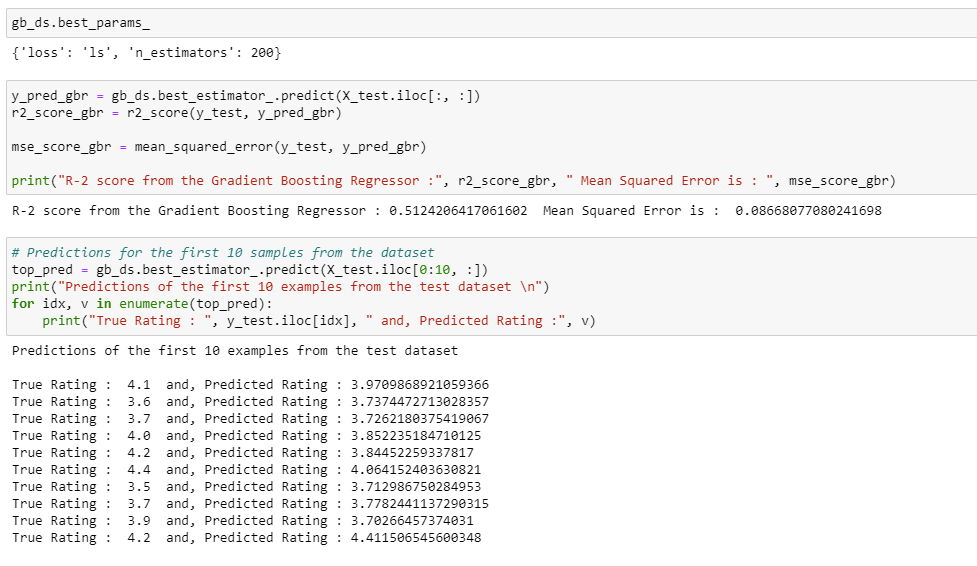 gb_ds.best_params_
{'loss': 'ls', 'n_estimators': 200}
y_pred_gbr = gb_ds.best_estimator_.predict(X_test.iloc[:, :])
r2_score_gbr = r2_score(y_test, y_pred_gbr)
mse_score_gbr = mean_squared_error(y_test, y_pred_gbr)
print("R-2 score from the Gradient Boosting Regressor :", r2_score_gbr, " Mean Squared Error is : ", mse_score_gbr)
R-2 score from the Gradient Boosting Regressor : 0.5124206417061602  Mean Squared Error is :  0.08668077080241698
# Predictions for the first 10 samples from the dataset
top_pred = gb_ds.best_estimator_.predict(X_test.iloc[0:10, :])
print("Predictions of the first 10 examples from the test dataset \n")
for idx, v in enumerate(top_pred):
    print("True Rating : ", y_test.iloc[idx], " and, Predicted Rating :", v)
Predictions of the first 10 examples from the test dataset
True Rating :  4.1  and, Predicted Rating : 3.9709868921059366
True Rating :  3.6  and, Predicted Rating : 3.7374472713028357
True Rating :  3.7  and, Predicted Rating : 3.7262180375419067
True Rating :  4.0  and, Predicted Rating : 3.852235184710125
True Rating :  4.2  and, Predicted Rating : 3.84452259337817
True Rating :  4.4  and, Predicted Rating : 4.064152403630821
True Rating :  3.5  and, Predicted Rating : 3.712986750284953
True Rating :  3.7  and, Predicted Rating : 3.7782441137290315
True Rating :  3.9  and, Predicted Rating : 3.70266457374031
True Rating :  4.2  and, Predicted Rating : 4.411506545600348